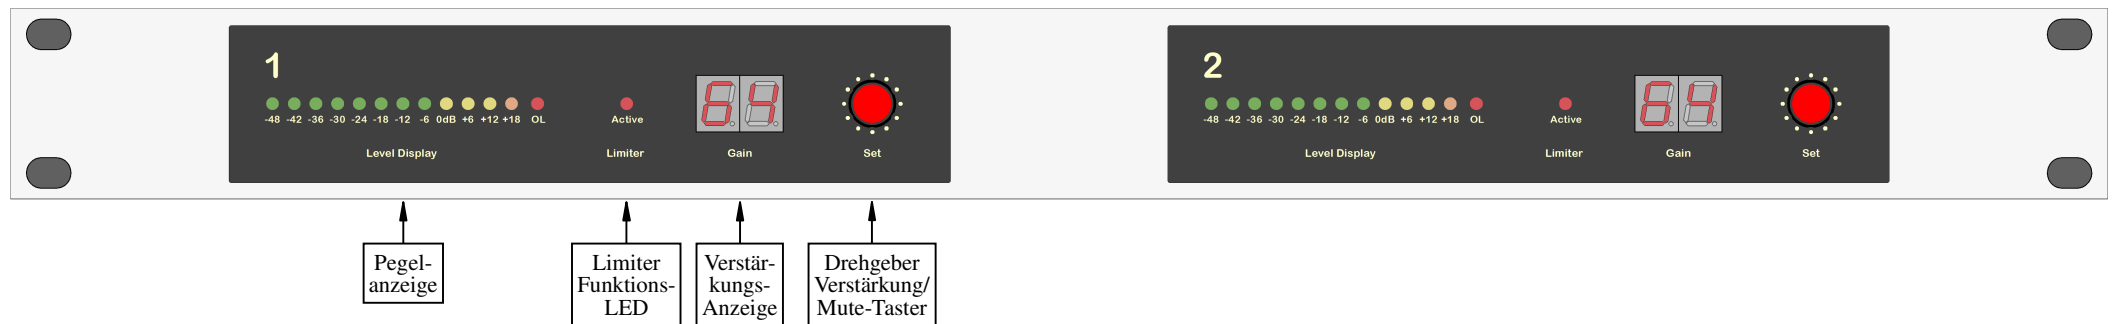 1
-48 -42 -36 -30 -24 -18 -12 -6 0dB +6 +12 +18 OL
Level Display
Active
Limiter
64
Gain
Set
2
-48 -42 -36 -30 -24 -18 -12 -6 0dB +6 +12 +18 OL
Level Display
Active
Limiter
64
Gain
Set
Pegel-
anzeige
Limiter
Funktions-
LED
Verstär-
kungs-
Anzeige
Drehgeber
Verstärkung/
Mute-Taster